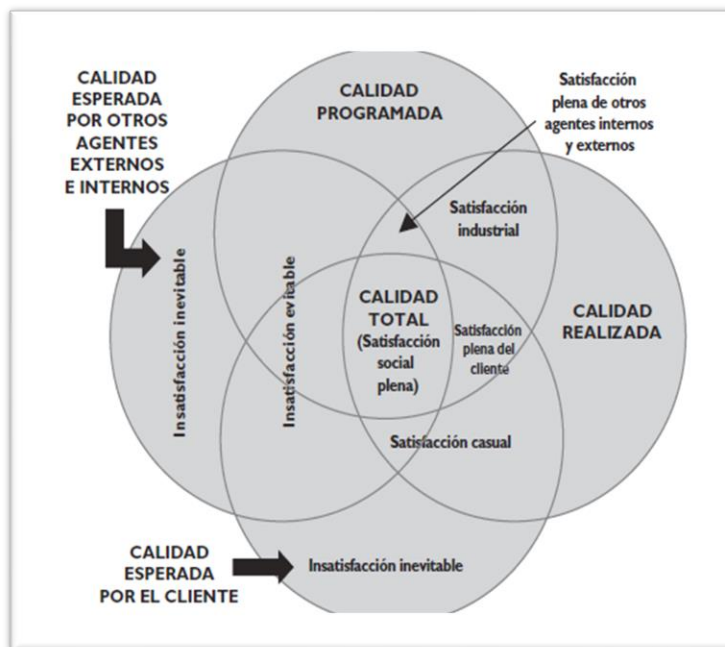 CALIDAD
ESPERADA
POR OTROS
AGENTES
EXTERNOS
E INTERNOS
CALIDAD
PROGRAMADA
Satisfacción
plena de otros
agentes internos
y externos
Satisfacción
industrial
Insatisfacción inevitable
Insatisfacción evitable
CALIDAD
TOTAL
(Satisfacción
social
plena)
Satisfacción
plena del
cliente
CALIDAD
REALIZADA
Satisfacción casual
CALIDAD
ESPERADA
POR EL CLIENTE
Insatisfacción inevitable